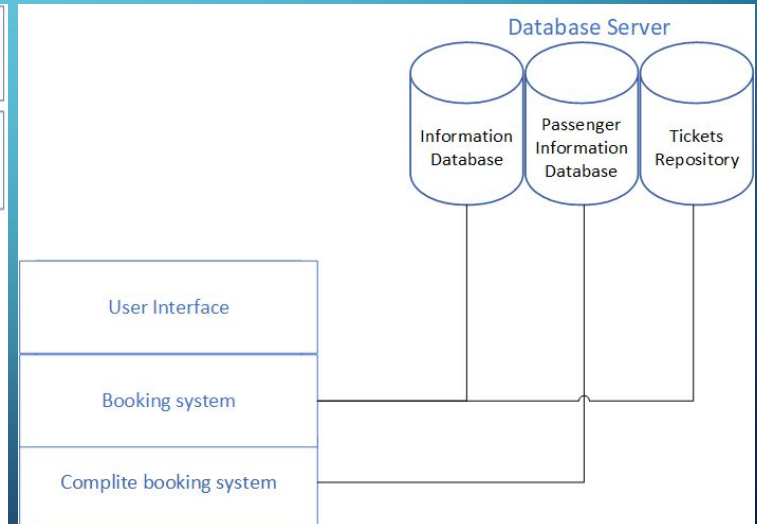 Database Server
Information
Database
Passenger
Information
Database
Tickets
Repository
User Interface
Booking system
Complite booking system